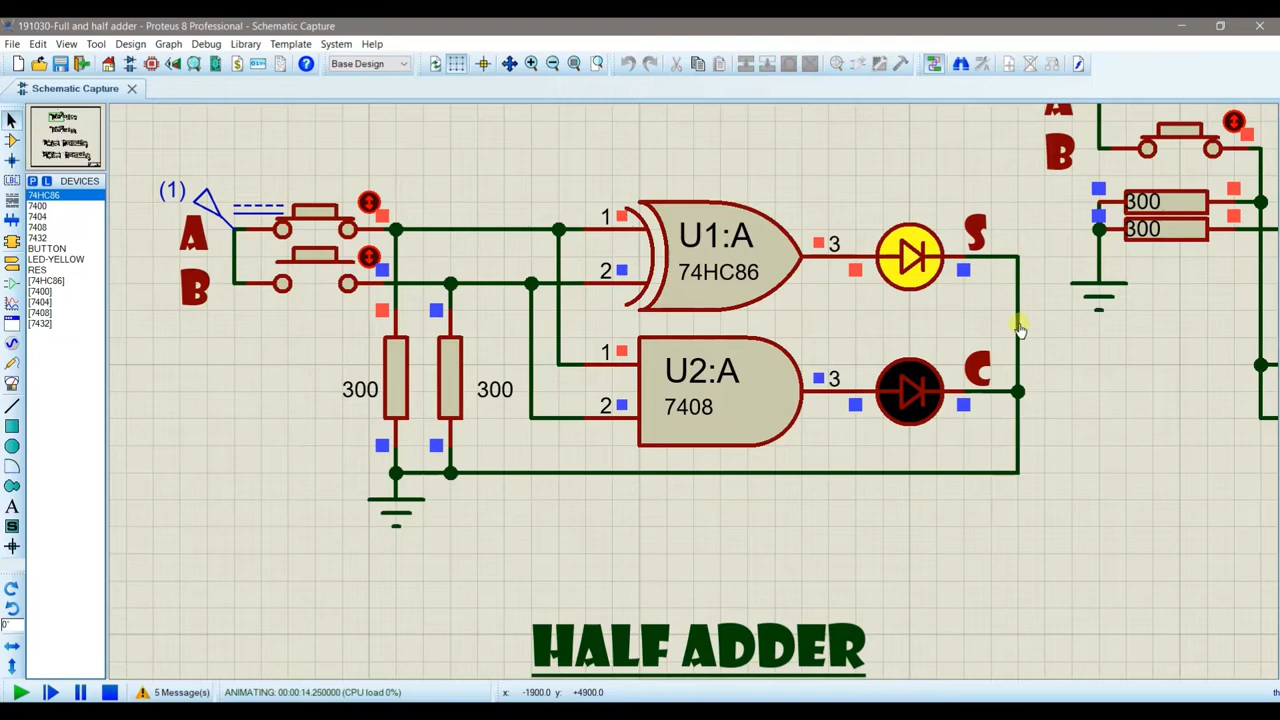 191030-Full and half adder - Proteus 8 Professional - Schematic Capture
File Edit View Tool Design Graph Debug Library Template System Help
Base Design
Schematic Capture
P L DEVICES
74HC86
7400
7404
7408
7432
BUTTON
LED-YELLOW
RES
[74HC86]
[7400]
[7404]
[7408]
[7432]
LBL
A
S
0°
(1)
A
B
300
300
1
2
U1:A
74HC86
3
S
1
2
U2:A
7408
3
C
A
B
300
300
HALF ADDER
5 Message(s)
ANIMATING: 00:00:14.250000 (CPU load 0%)
x: -1900.0 y: +4900.0
th